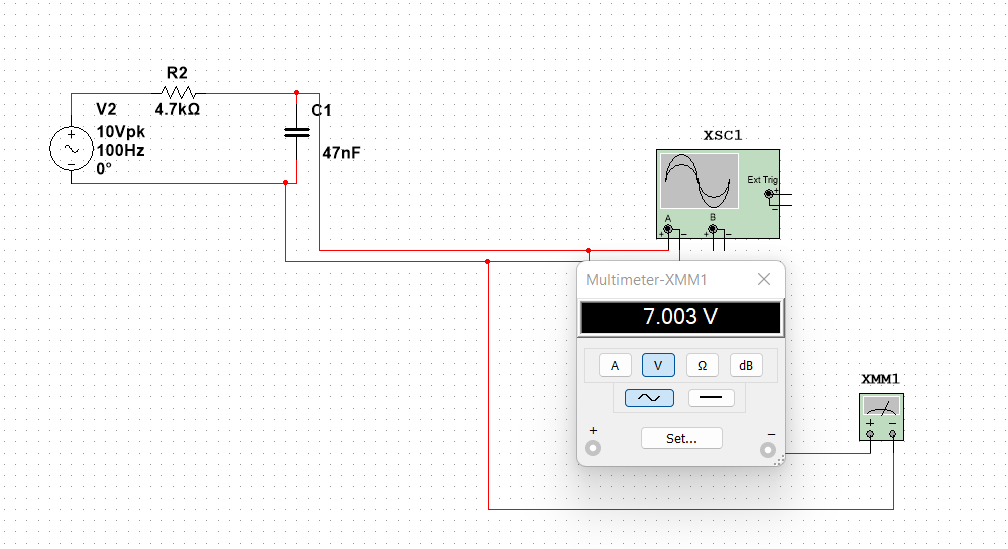 R2
4.7kΩ
V2
10Vpk
100Hz
0°
C1
47nF
XSC1
Ext Trig
+
−
A
B
+
−
+
−
Multimeter-XMM1
7.003 V
A
V
Ω
dB
+
−
Set...
XMM1
+
−